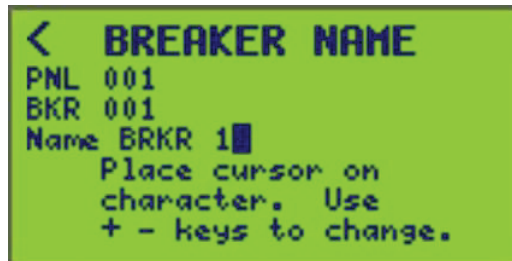 < BREAKER NAME
PNL 001
BKR 001
Name BRKR 1
Place cursor on
character. Use
+ - keys to change.